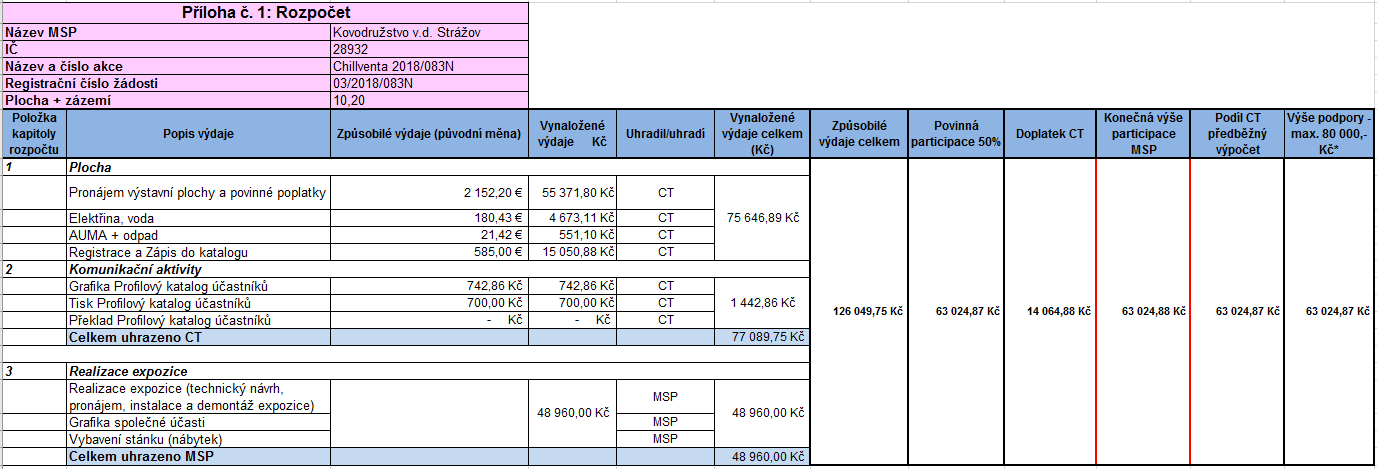 Příloha č. 1: Rozpočet
Název MSP Kovodružstvo v.d. Strážov
IČ 28932
Název a číslo akce Chillventa 2018/083N
Registrační číslo žádosti 03/2018/083N
Plocha + zázemí 10,20
Položka kapitoly rozpočtu Popis výdaje Způsobilé výdaje (původní měna) Vynaložené výdaje Kč Uhradil/uhradí Vynaložené výdaje celkem (Kč) Způsobilé výdaje celkem Povinná participace 50% Doplatek CT Konečná výše participace MSP Podíl CT předběžný výpočet Výše podpory - max. 80 000,- Kč*
1 Plocha
Pronájem výstavní plochy a povinné poplatky 2 152,20 € 55 371,80 Kč CT
75 646,89 Kč
Elektřina, voda 180,43 € 4 673,11 Kč CT
AUMA + odpad 21,42 € 551,10 Kč CT
Registrace a Zápis do katalogu 585,00 € 15 050,88 Kč CT
2 Komunikační aktivity
Grafika Profilový katalog účastníků 742,86 Kč 742,86 Kč CT
Tisk Profilový katalog účastníků 700,00 Kč 700,00 Kč CT 1 442,86 Kč
126 049,75 Kč 63 024,87 Kč 14 064,88 Kč 63 024,88 Kč 63 024,87 Kč 63 024,87 Kč
Překlad Profilový katalog účastníků - Kč - Kč CT
Celkem uhrazeno CT 77 089,75 Kč
3 Realizace expozice
Realizace expozice (technický návrh,
pronájem, instalace a demontáž expozice) MSP
48 960,00 Kč 48 960,00 Kč
Grafika společné účasti MSP
Vybavení stánku (nábytek) MSP
Celkem uhrazeno MSP 48 960,00 Kč